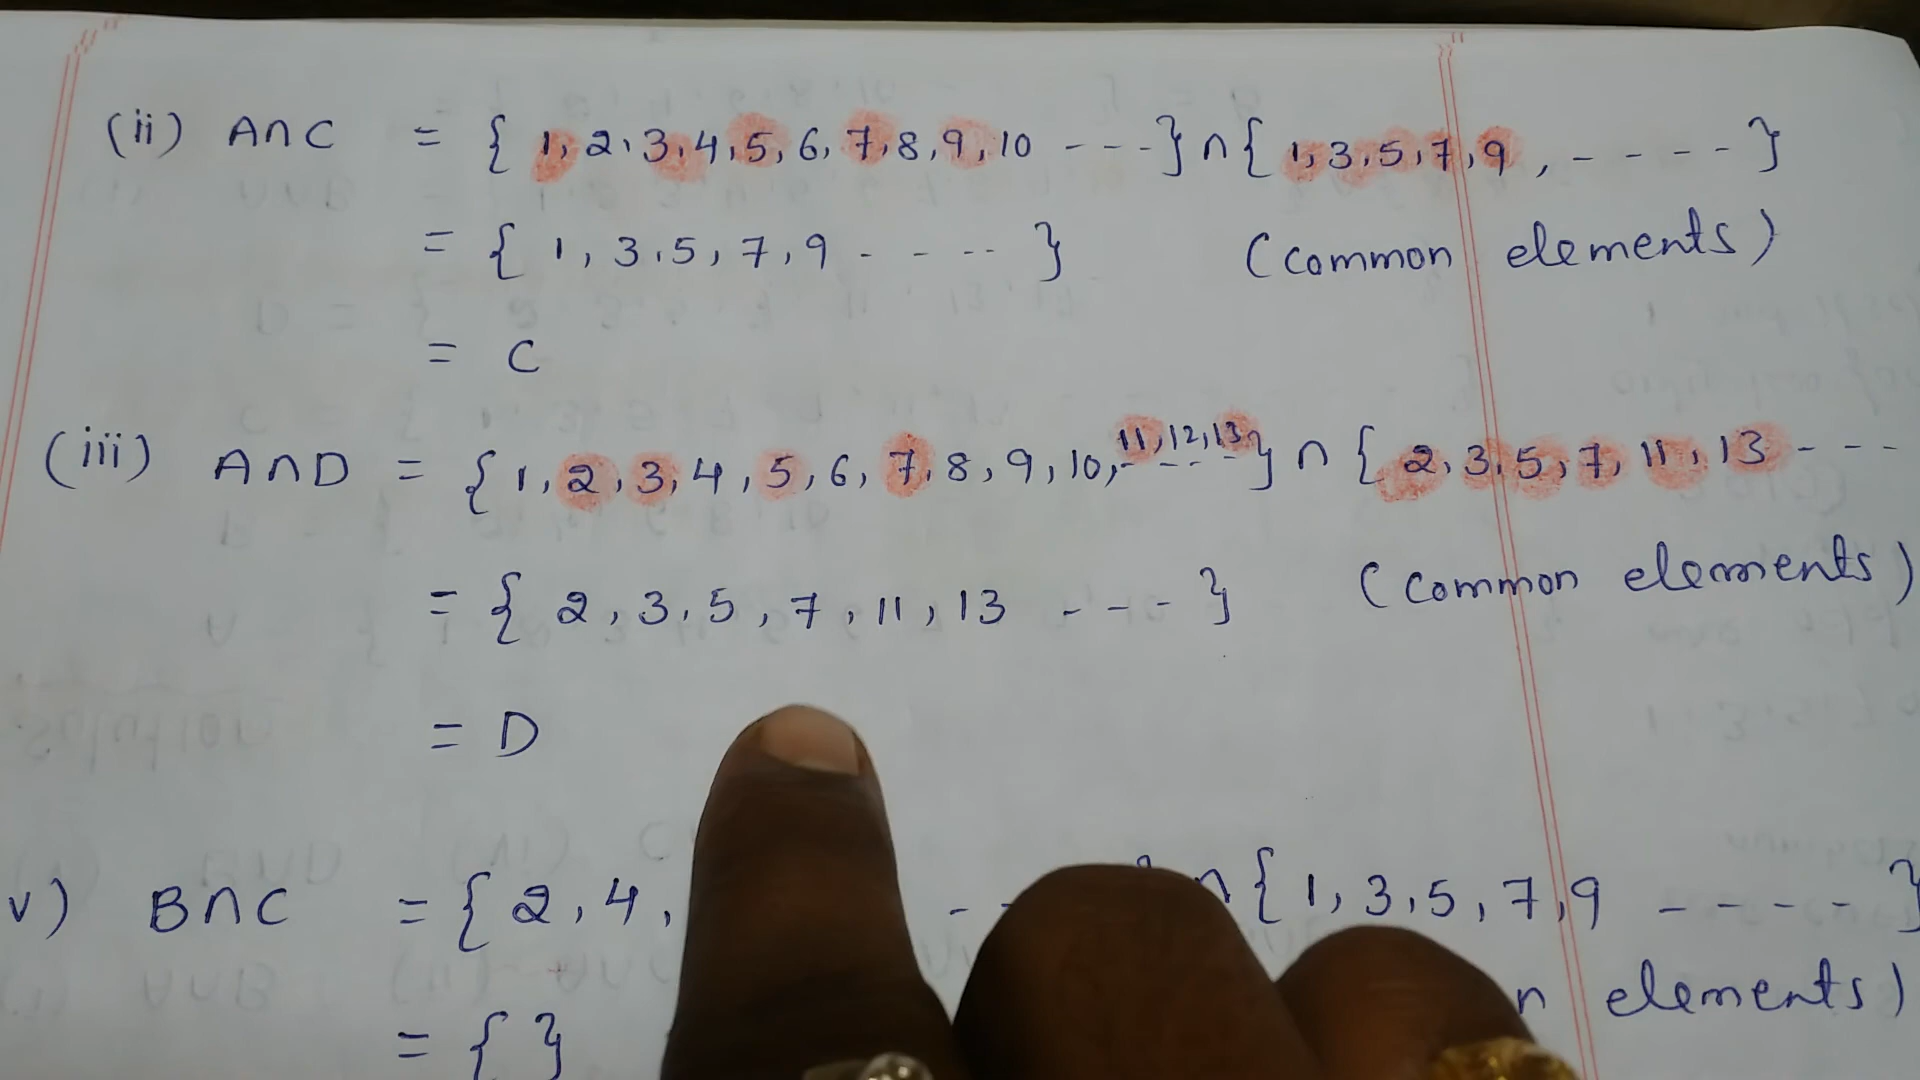 (ii) A∩C = { 1, 2, 3, 4, 5, 6, 7, 8, 9, 10 - - - } ∩ { 1, 3, 5, 7, 9, - - - - }
= { 1, 3, 5, 7, 9 - - - - } (common elements)
= C
(iii) A∩D = { 1, 2, 3, 4, 5, 6, 7, 8, 9, 10, 11, 12, 13 - - - } ∩ { 2, 3, 5, 7, 11, 13 - - -
= { 2, 3, 5, 7, 11, 13 - - - } (common elements)
= D
v) B∩C = { 2, 4, - - } ∩ { 1, 3, 5, 7, 9 - - - - }
n elements)
= { }